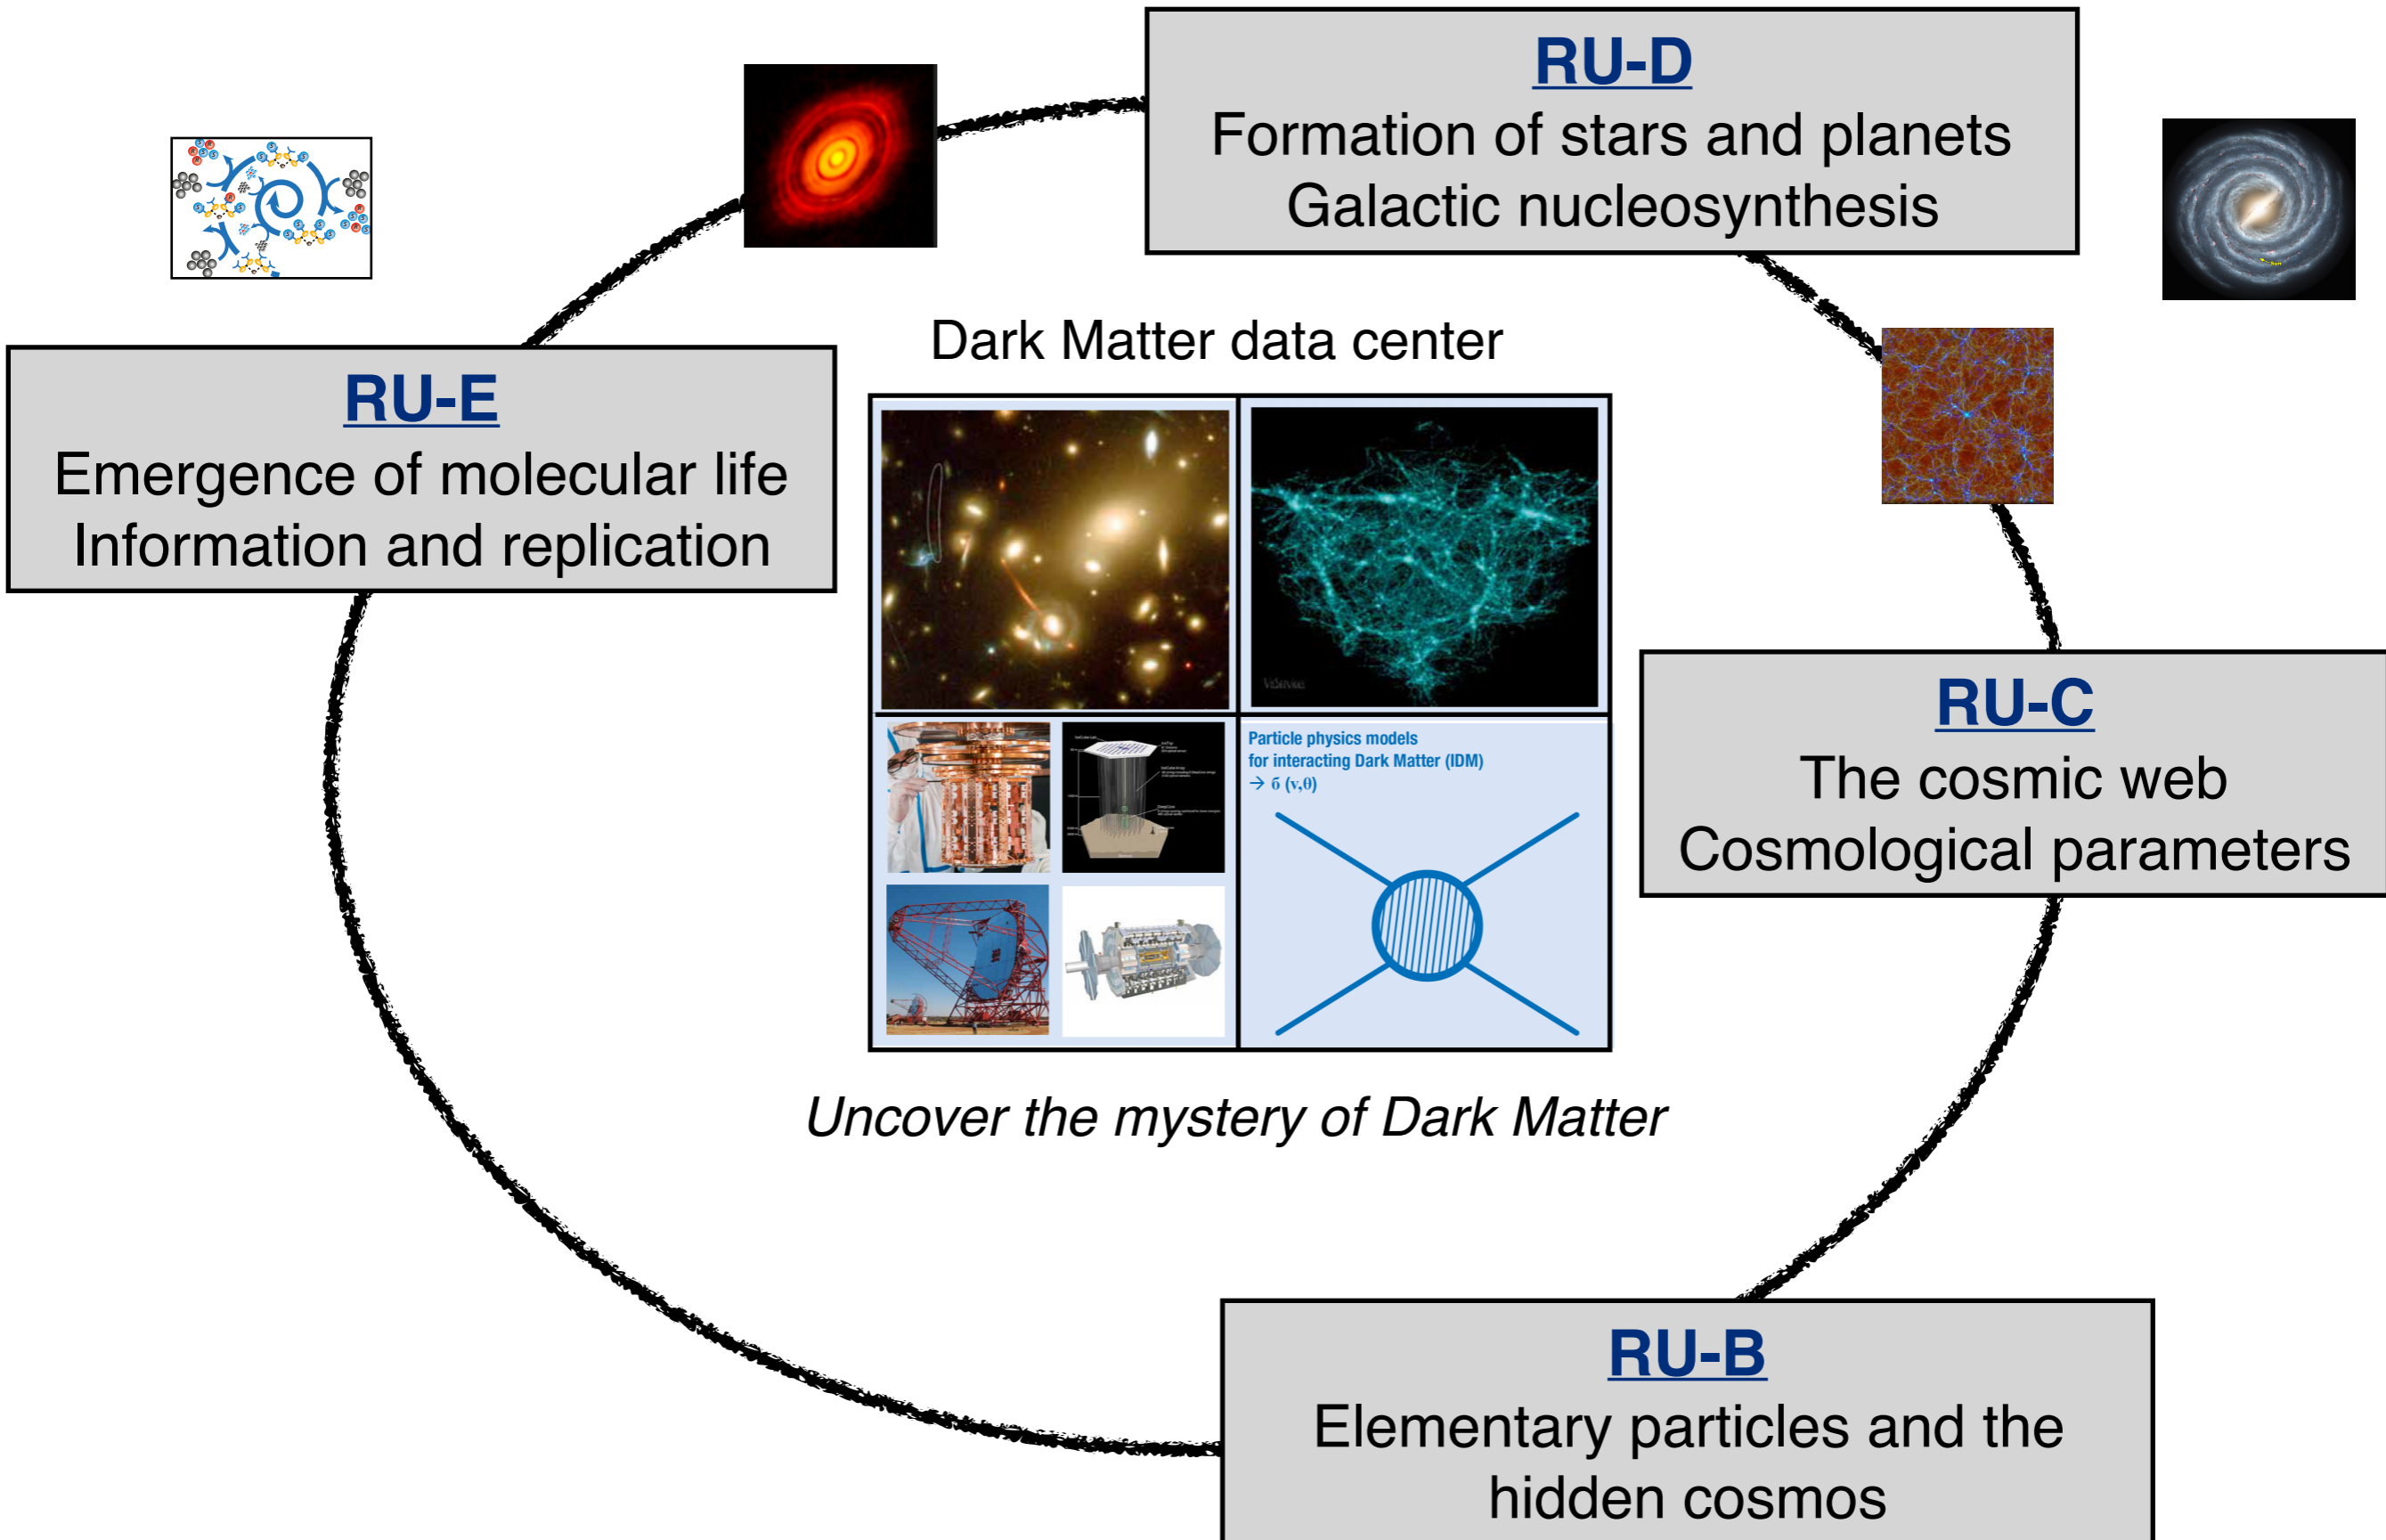 RU-D
Formation of stars and planets
Galactic nucleosynthesis
Dark Matter data center
RU-E
Emergence of molecular life
Information and replication
Particle physics models
for interacting Dark Matter (IDM)
→ б (v,θ)
RU-C
The cosmic web
Cosmological parameters
Uncover the mystery of Dark Matter
RU-B
Elementary particles and the
hidden cosmos